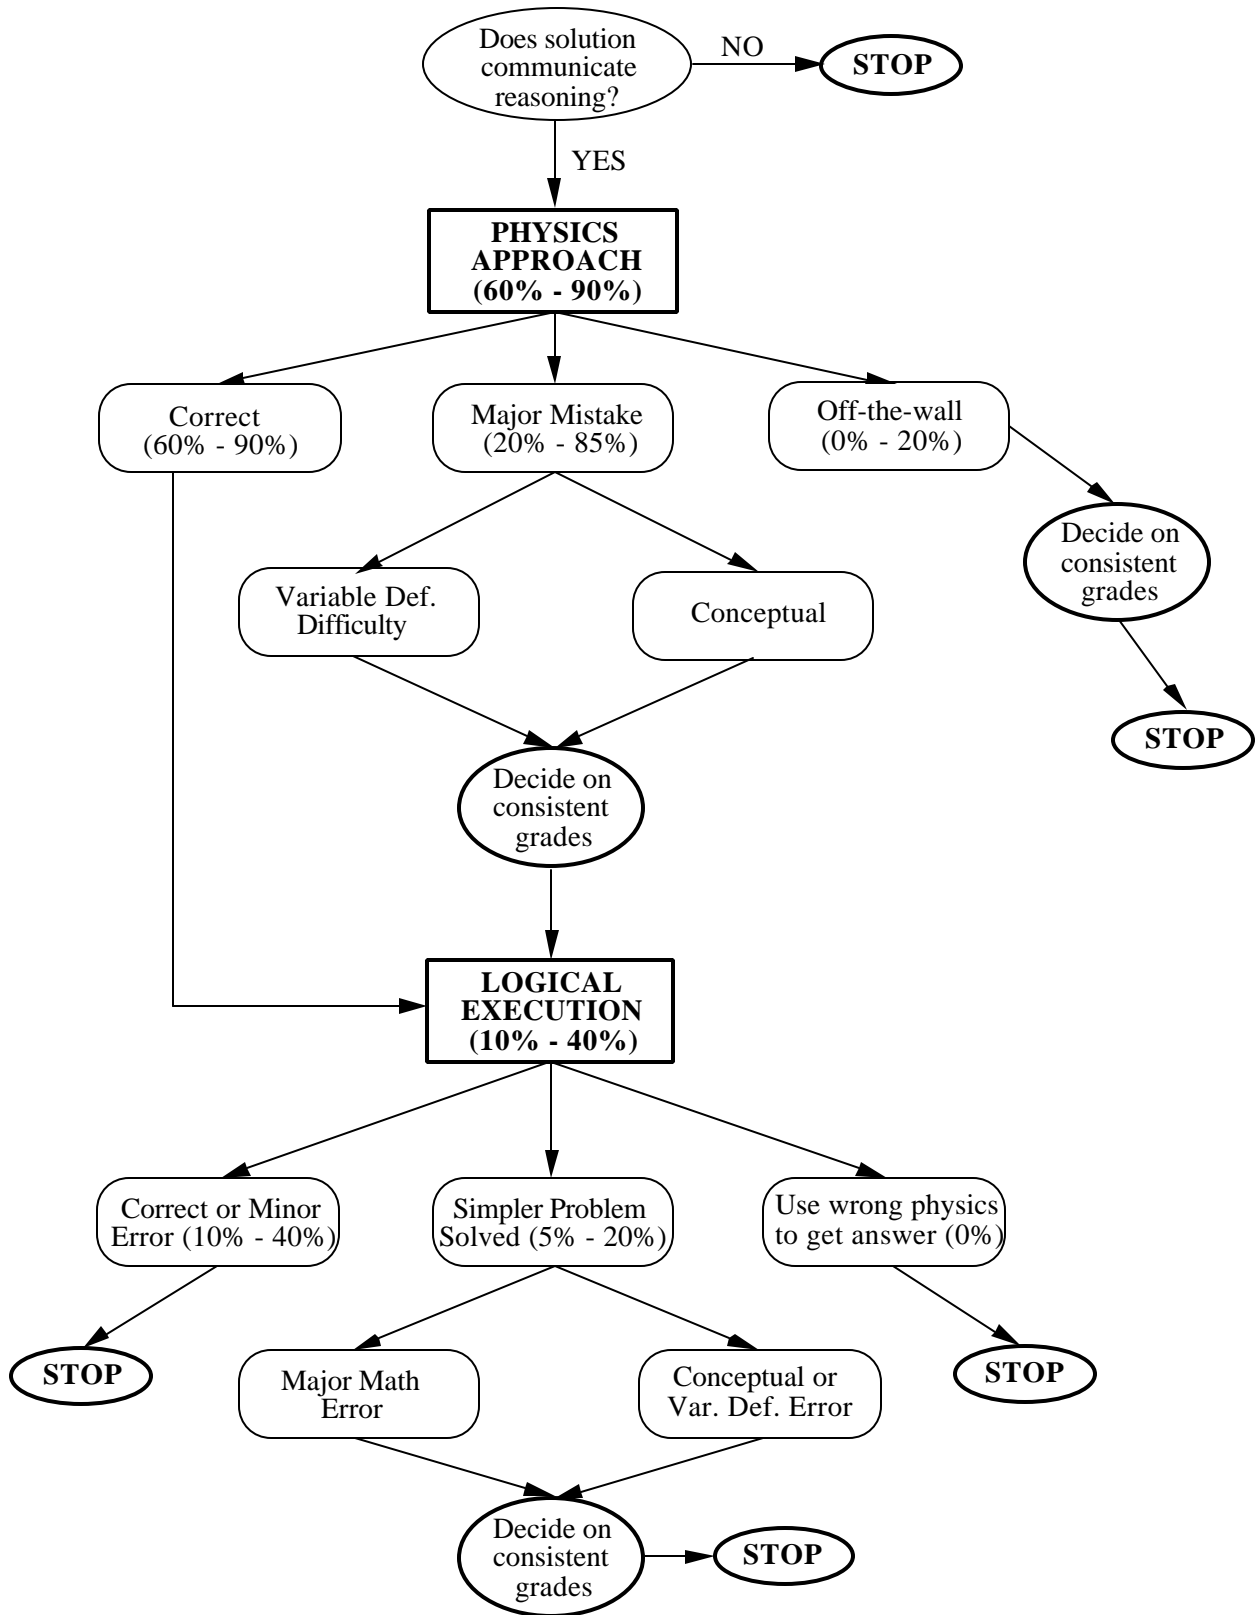 Does solution
communicate
reasoning?
NO
STOP
YES
PHYSICS
APPROACH
(60% - 90%)
Correct
(60% - 90%)
Major Mistake
(20% - 85%)
Off-the-wall
(0% - 20%)
Decide on
consistent
grades
STOP
Variable Def.
Difficulty
Conceptual
Decide on
consistent
grades
LOGICAL
EXECUTION
(10% - 40%)
Correct or Minor
Error (10% - 40%)
Simpler Problem
Solved (5% - 20%)
Use wrong physics
to get answer (0%)
STOP
STOP
Major Math
Error
Conceptual or
Var. Def. Error
Decide on
consistent
grades
STOP